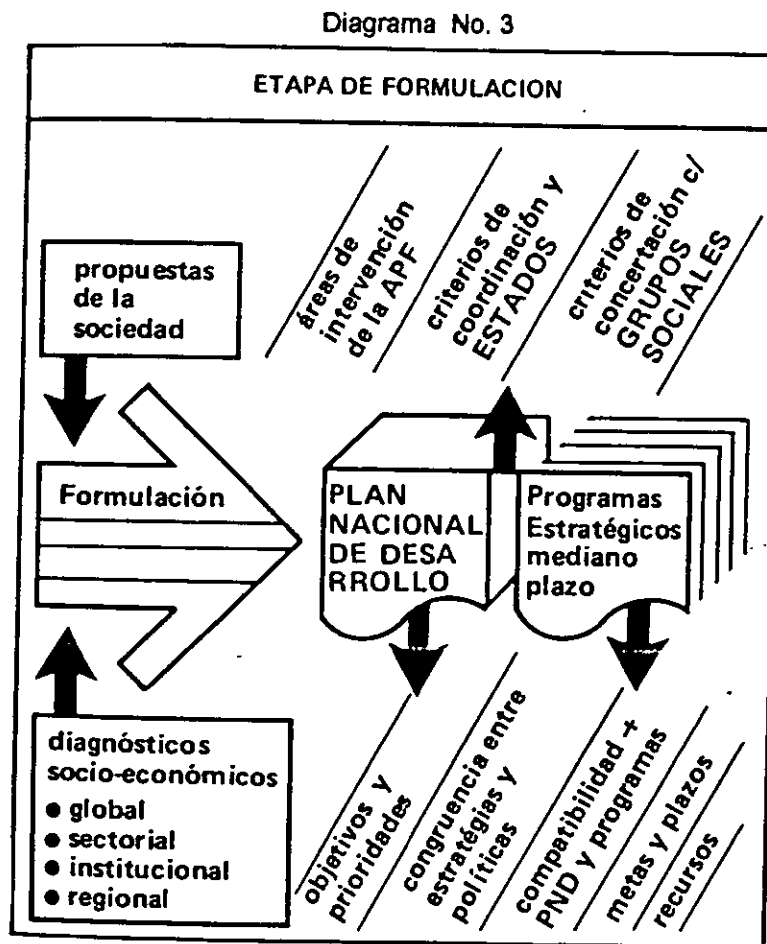 Diagrama No. 3
ETAPA DE FORMULACION
propuestas
de la
sociedad
áreas de
intervención
de la APF
criterios de
coordinación y
ESTADOS
criterios de
concertación c/
GRUPOS
SOCIALES
Formulación
PLAN
NACIONAL
DE DESA
RROLLO
Programas
Estratégicos
mediano
plazo
diagnósticos
socio-económicos
● global
● sectorial
● institucional
● regional
objetivos y
prioridades
congruencia entre
estratégias y
políticas
compatibilidad +
PND y programas
metas y plazos
recursos